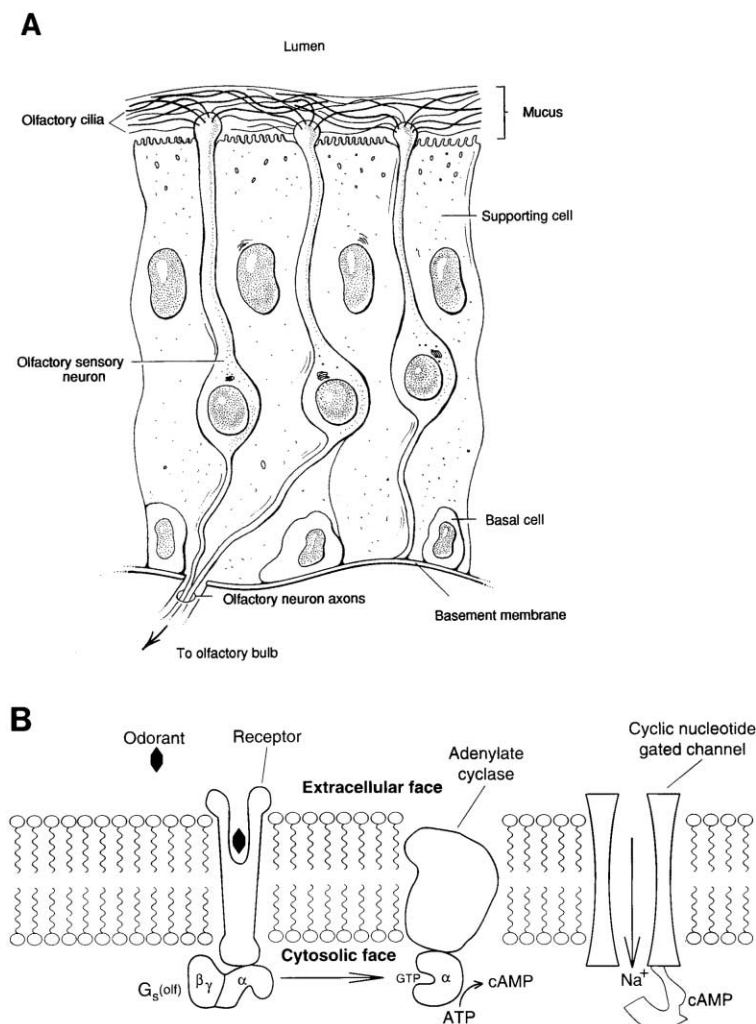 A
Lumen
Olfactory cilia
Mucus
Supporting cell
Olfactory sensory
neuron
Basal cell
Olfactory neuron axons
Basement membrane
To olfactory bulb
B
Odorant
Receptor
Cyclic nucleotide
gated channel
Adenylate
cyclase
Extracellular face
Cytosolic face
Gs(olf)
βγ
α
GTP
α
cAMP
ATP
Na+
cAMP